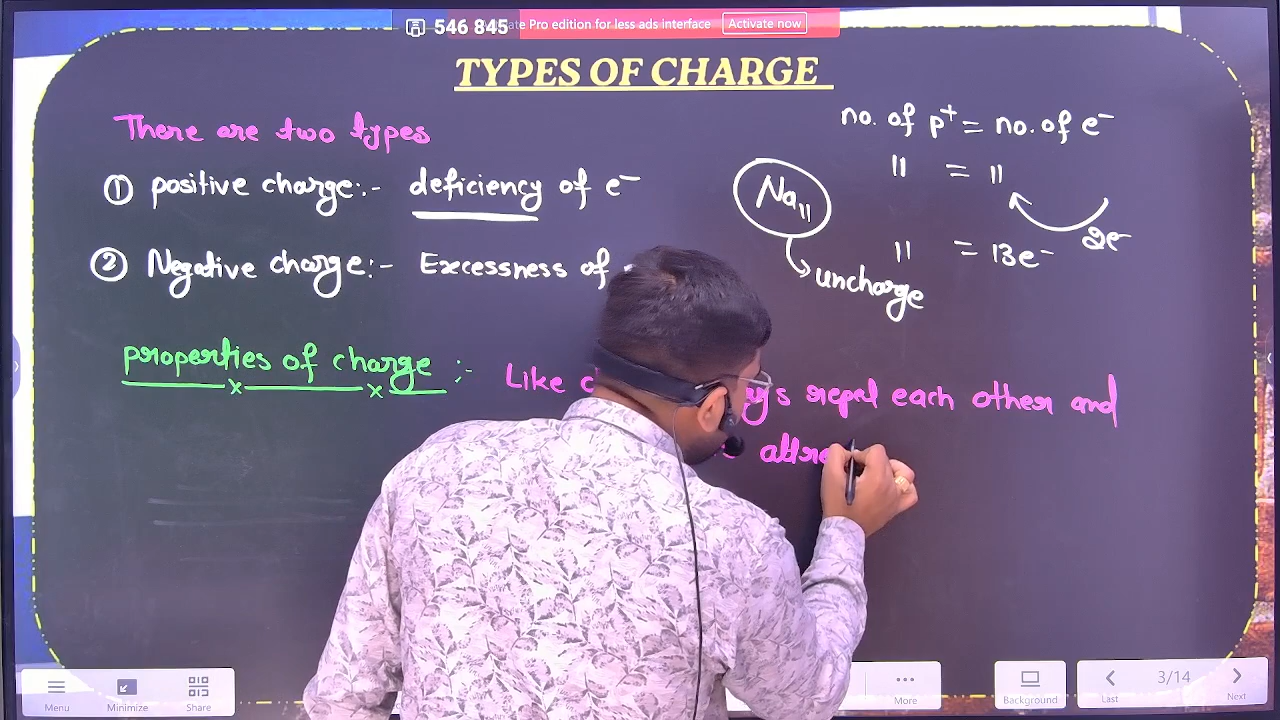 546 845
ate Pro edition for less ads interface Activate now
TYPES OF CHARGE
There are two types
① positive charge:- deficiency of e⁻
② Negative charge:- Excessness of
no. of p⁺ = no. of e⁻
11 = 11
2e⁻
11 = 13e⁻
Na₁₁
uncharge
properties of charge :- Like repel each other and
Menu
Minimize
Share
More
Background
Last
3/14
Next